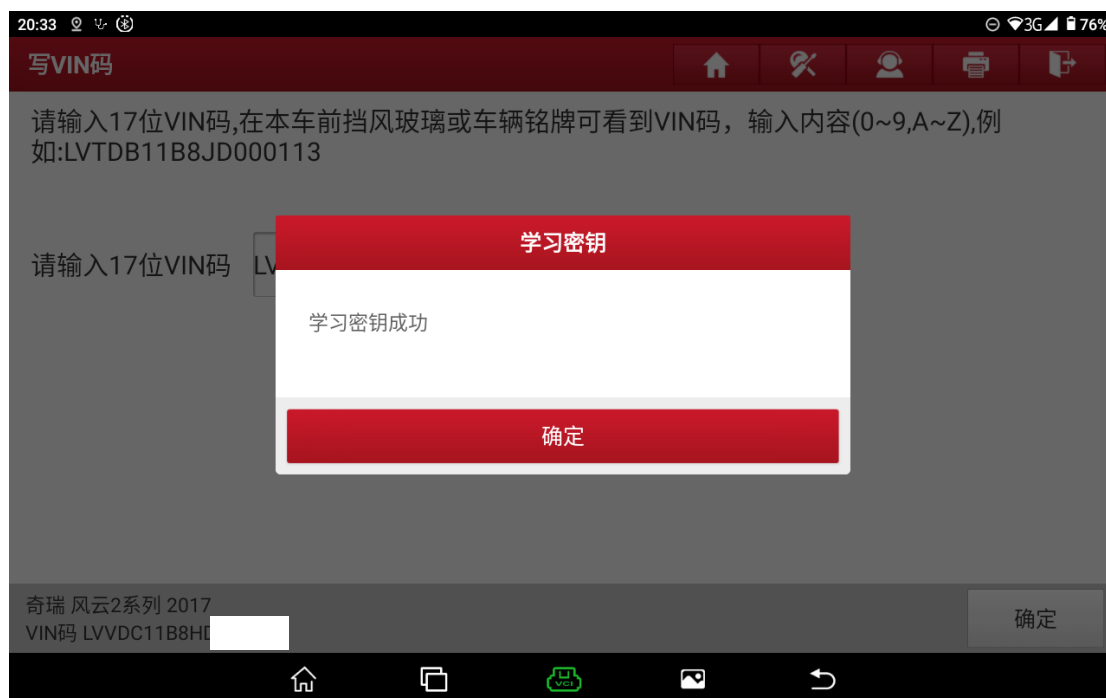 20:33
3G
76%
写VIN码
请输入17位VIN码,在本车前挡风玻璃或车辆铭牌可看到VIN码，输入内容(0~9,A~Z),例
如:LVTDB11B8JD000113
学习密钥
请输入17位VIN码
LV
学习密钥成功
确定
奇瑞 风云2系列 2017
VIN码 LVVDC11B8HD
确定
VCI